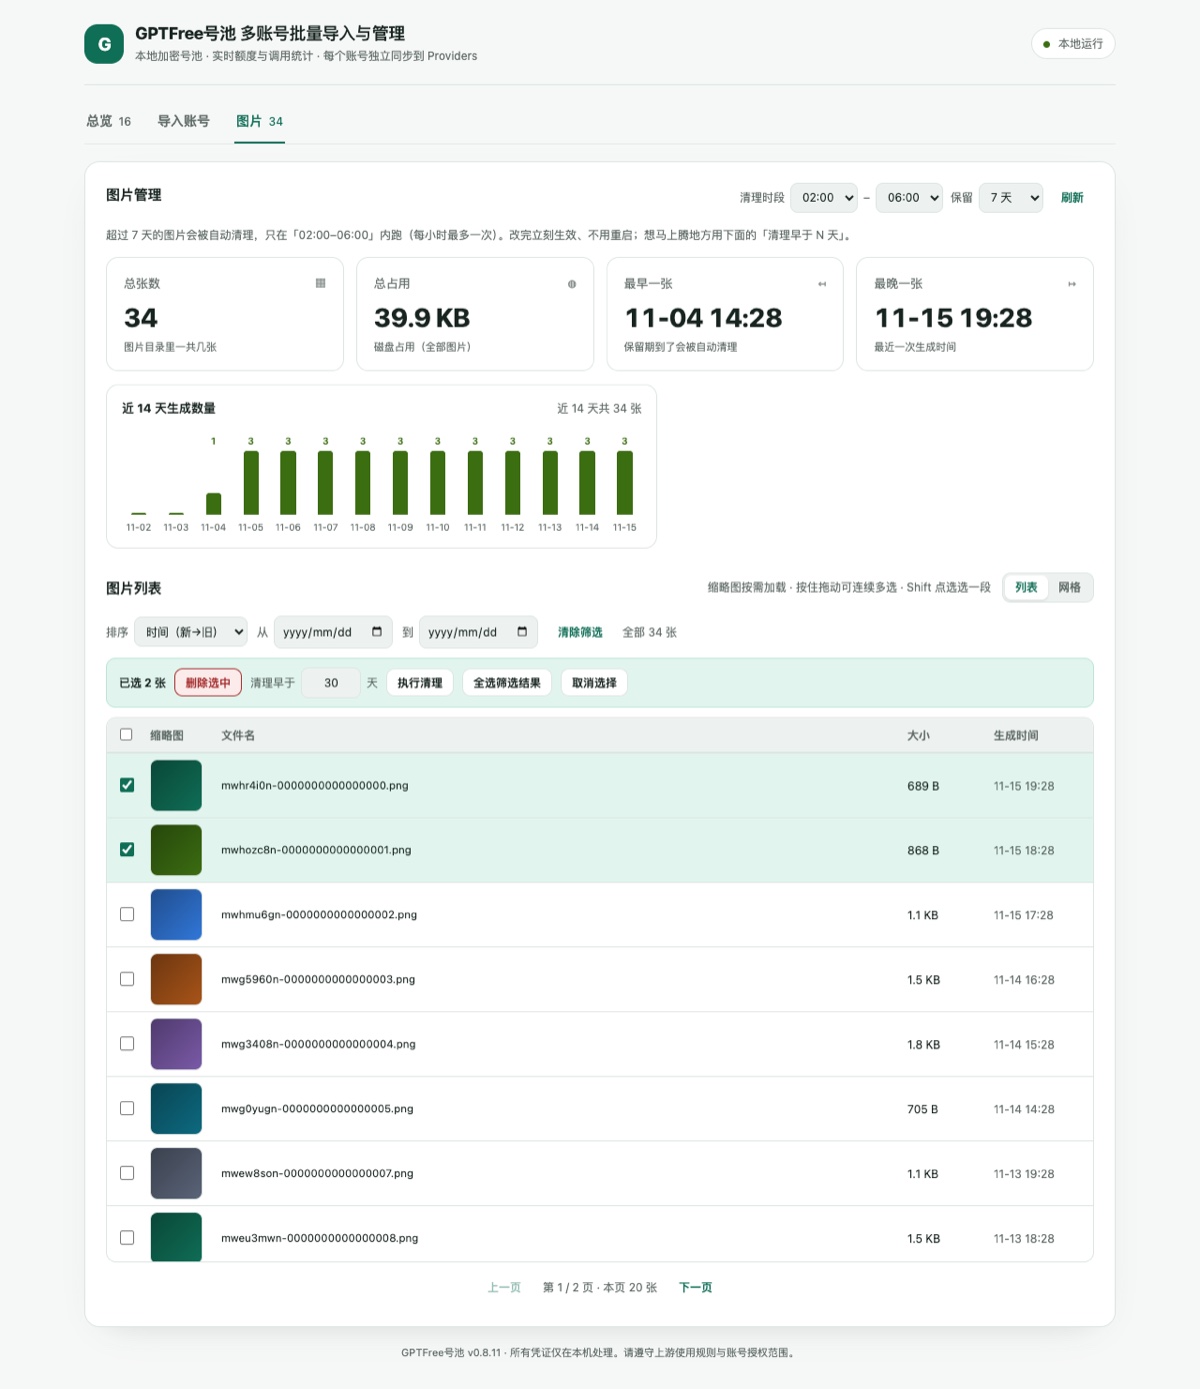 G
GPTFree号池 多账号批量导入与管理
本地加密号池 · 实时额度与调用统计 · 每个账号独立同步到 Providers
本地运行
总览 16 导入账号 图片 34
图片管理
清理时段 02:00 – 06:00 保留 7 天 刷新
超过 7 天的图片会被自动清理，只在「02:00–06:00」内跑（每小时最多一次）。改完立刻生效、不用重启；想马上腾地方用下面的「清理早于 N 天」。
总张数
34
图片目录里一共几张
总占用
39.9 KB
磁盘占用（全部图片）
最早一张
11-04 14:28
保留期到了会被自动清理
最晚一张
11-15 19:28
最近一次生成时间
近 14 天生成数量 近 14 天共 34 张
1 3 3 3 3 3 3 3 3 3 3 3
11-02 11-03 11-04 11-05 11-06 11-07 11-08 11-09 11-10 11-11 11-12 11-13 11-14 11-15
图片列表 缩略图按需加载 · 按住拖动可连续多选 · Shift 点选选一段 列表 网格
排序 时间（新→旧） 从 yyyy/mm/dd 到 yyyy/mm/dd 清除筛选 全部 34 张
已选 2 张 删除选中 清理早于 30 天 执行清理 全选筛选结果 取消选择
缩略图 文件名 大小 生成时间
mwhr4i0n-0000000000000000.png 689 B 11-15 19:28
mwhozc8n-0000000000000001.png 868 B 11-15 18:28
mwhmu6gn-0000000000000002.png 1.1 KB 11-15 17:28
mwg5960n-0000000000000003.png 1.5 KB 11-14 16:28
mwg3408n-0000000000000004.png 1.8 KB 11-14 15:28
mwg0yugn-0000000000000005.png 705 B 11-14 14:28
mwew8son-0000000000000007.png 1.1 KB 11-13 19:28
mweu3mwn-0000000000000008.png 1.5 KB 11-13 18:28
上一页 第 1 / 2 页 · 本页 20 张 下一页
GPTFree号池 v0.8.11 · 所有凭证仅在本机处理。请遵守上游使用规则与账号授权范围。